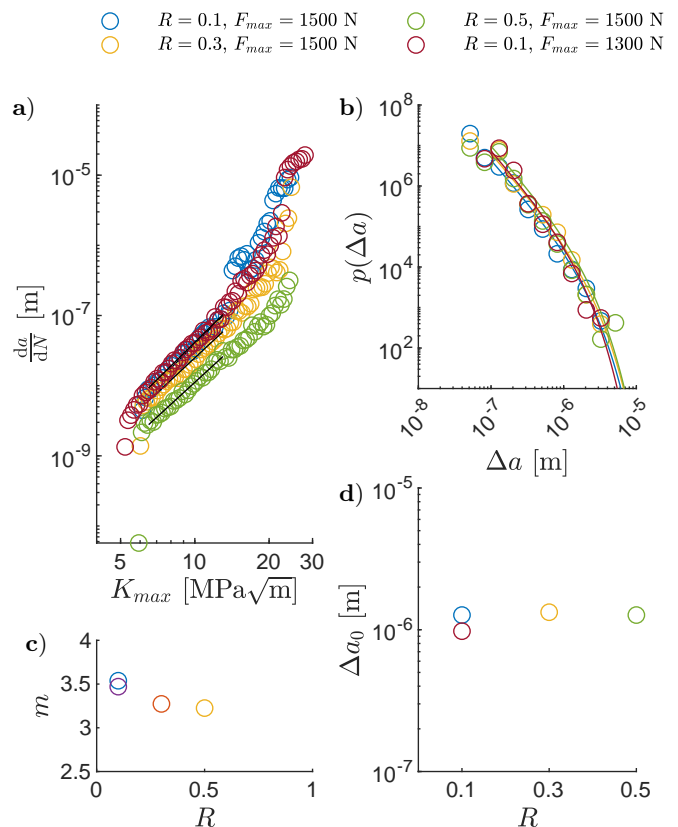 R = 0.1, F_max = 1500 N
R = 0.5, F_max = 1500 N
R = 0.3, F_max = 1500 N
R = 0.1, F_max = 1300 N
a)
10^-5
10^-7
10^-9
da/dN [m]
5 10 20 30
K_max [MPa√m]
b)
10^8
10^6
10^4
10^2
p(Δa)
10^-8 10^-7 10^-6 10^-5
Δa [m]
c)
4
3.5
3
2.5
m
0 0.5 1
R
d)
10^-5
10^-6
10^-7
Δa_0 [m]
0.1 0.3 0.5
R